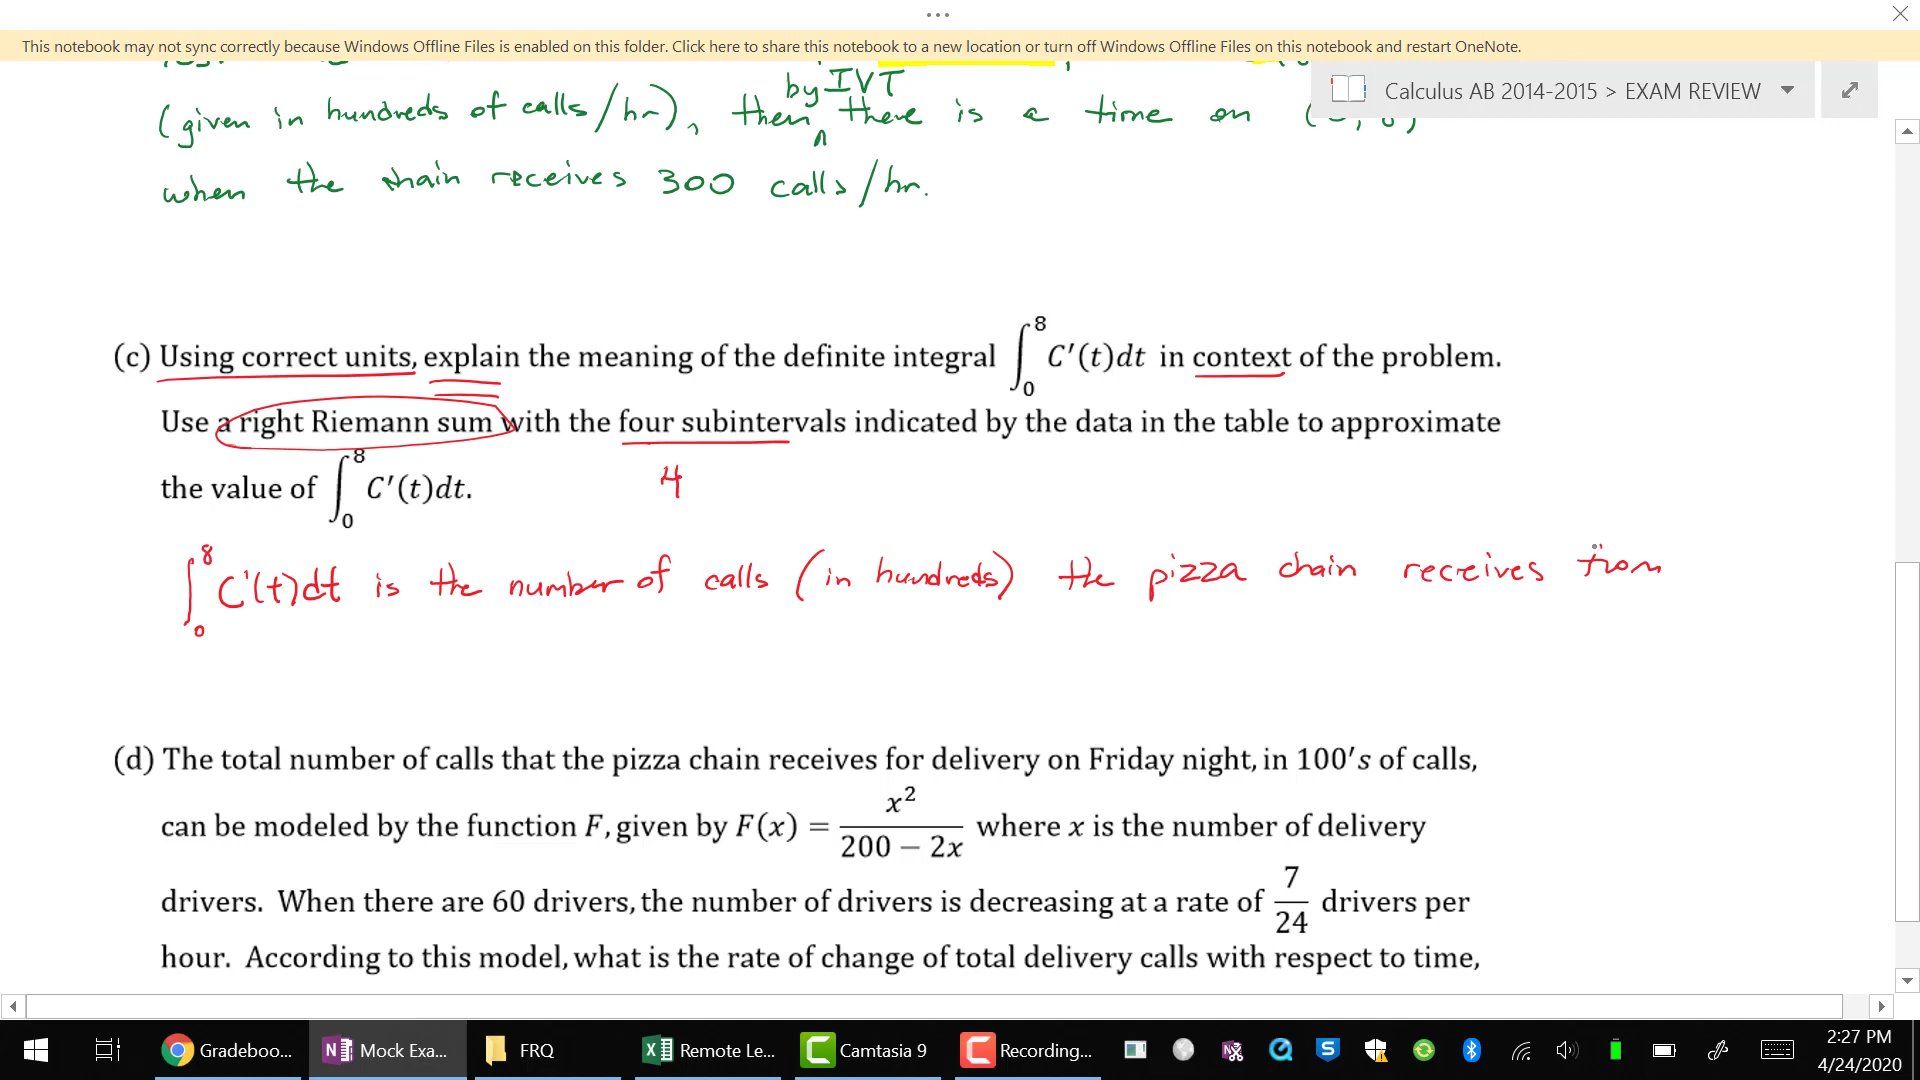 This notebook may not sync correctly because Windows Offline Files is enabled on this folder. Click here to share this notebook to a new location or turn off Windows Offline Files on this notebook and restart OneNote.
Calculus AB 2014-2015 > EXAM REVIEW
by IVT
(given in hundreds of calls/hr), then ^ there is a time on
when the chain receives 300 calls/hr.
(c) Using correct units, explain the meaning of the definite integral ∫₀⁸ C′(t)dt in context of the problem.
Use a right Riemann sum with the four subintervals indicated by the data in the table to approximate
the value of ∫₀⁸ C′(t)dt.
4
∫₀⁸ C'(t)dt is the number of calls (in hundreds) the pizza chain receives from
(d) The total number of calls that the pizza chain receives for delivery on Friday night, in 100′s of calls,
can be modeled by the function F, given by F(x) = x²/(200 − 2x) where x is the number of delivery
drivers. When there are 60 drivers, the number of drivers is decreasing at a rate of 7/24 drivers per
hour. According to this model, what is the rate of change of total delivery calls with respect to time,
Gradeboo... Mock Exa... FRQ Remote Le... Camtasia 9 Recording... 2:27 PM
4/24/2020